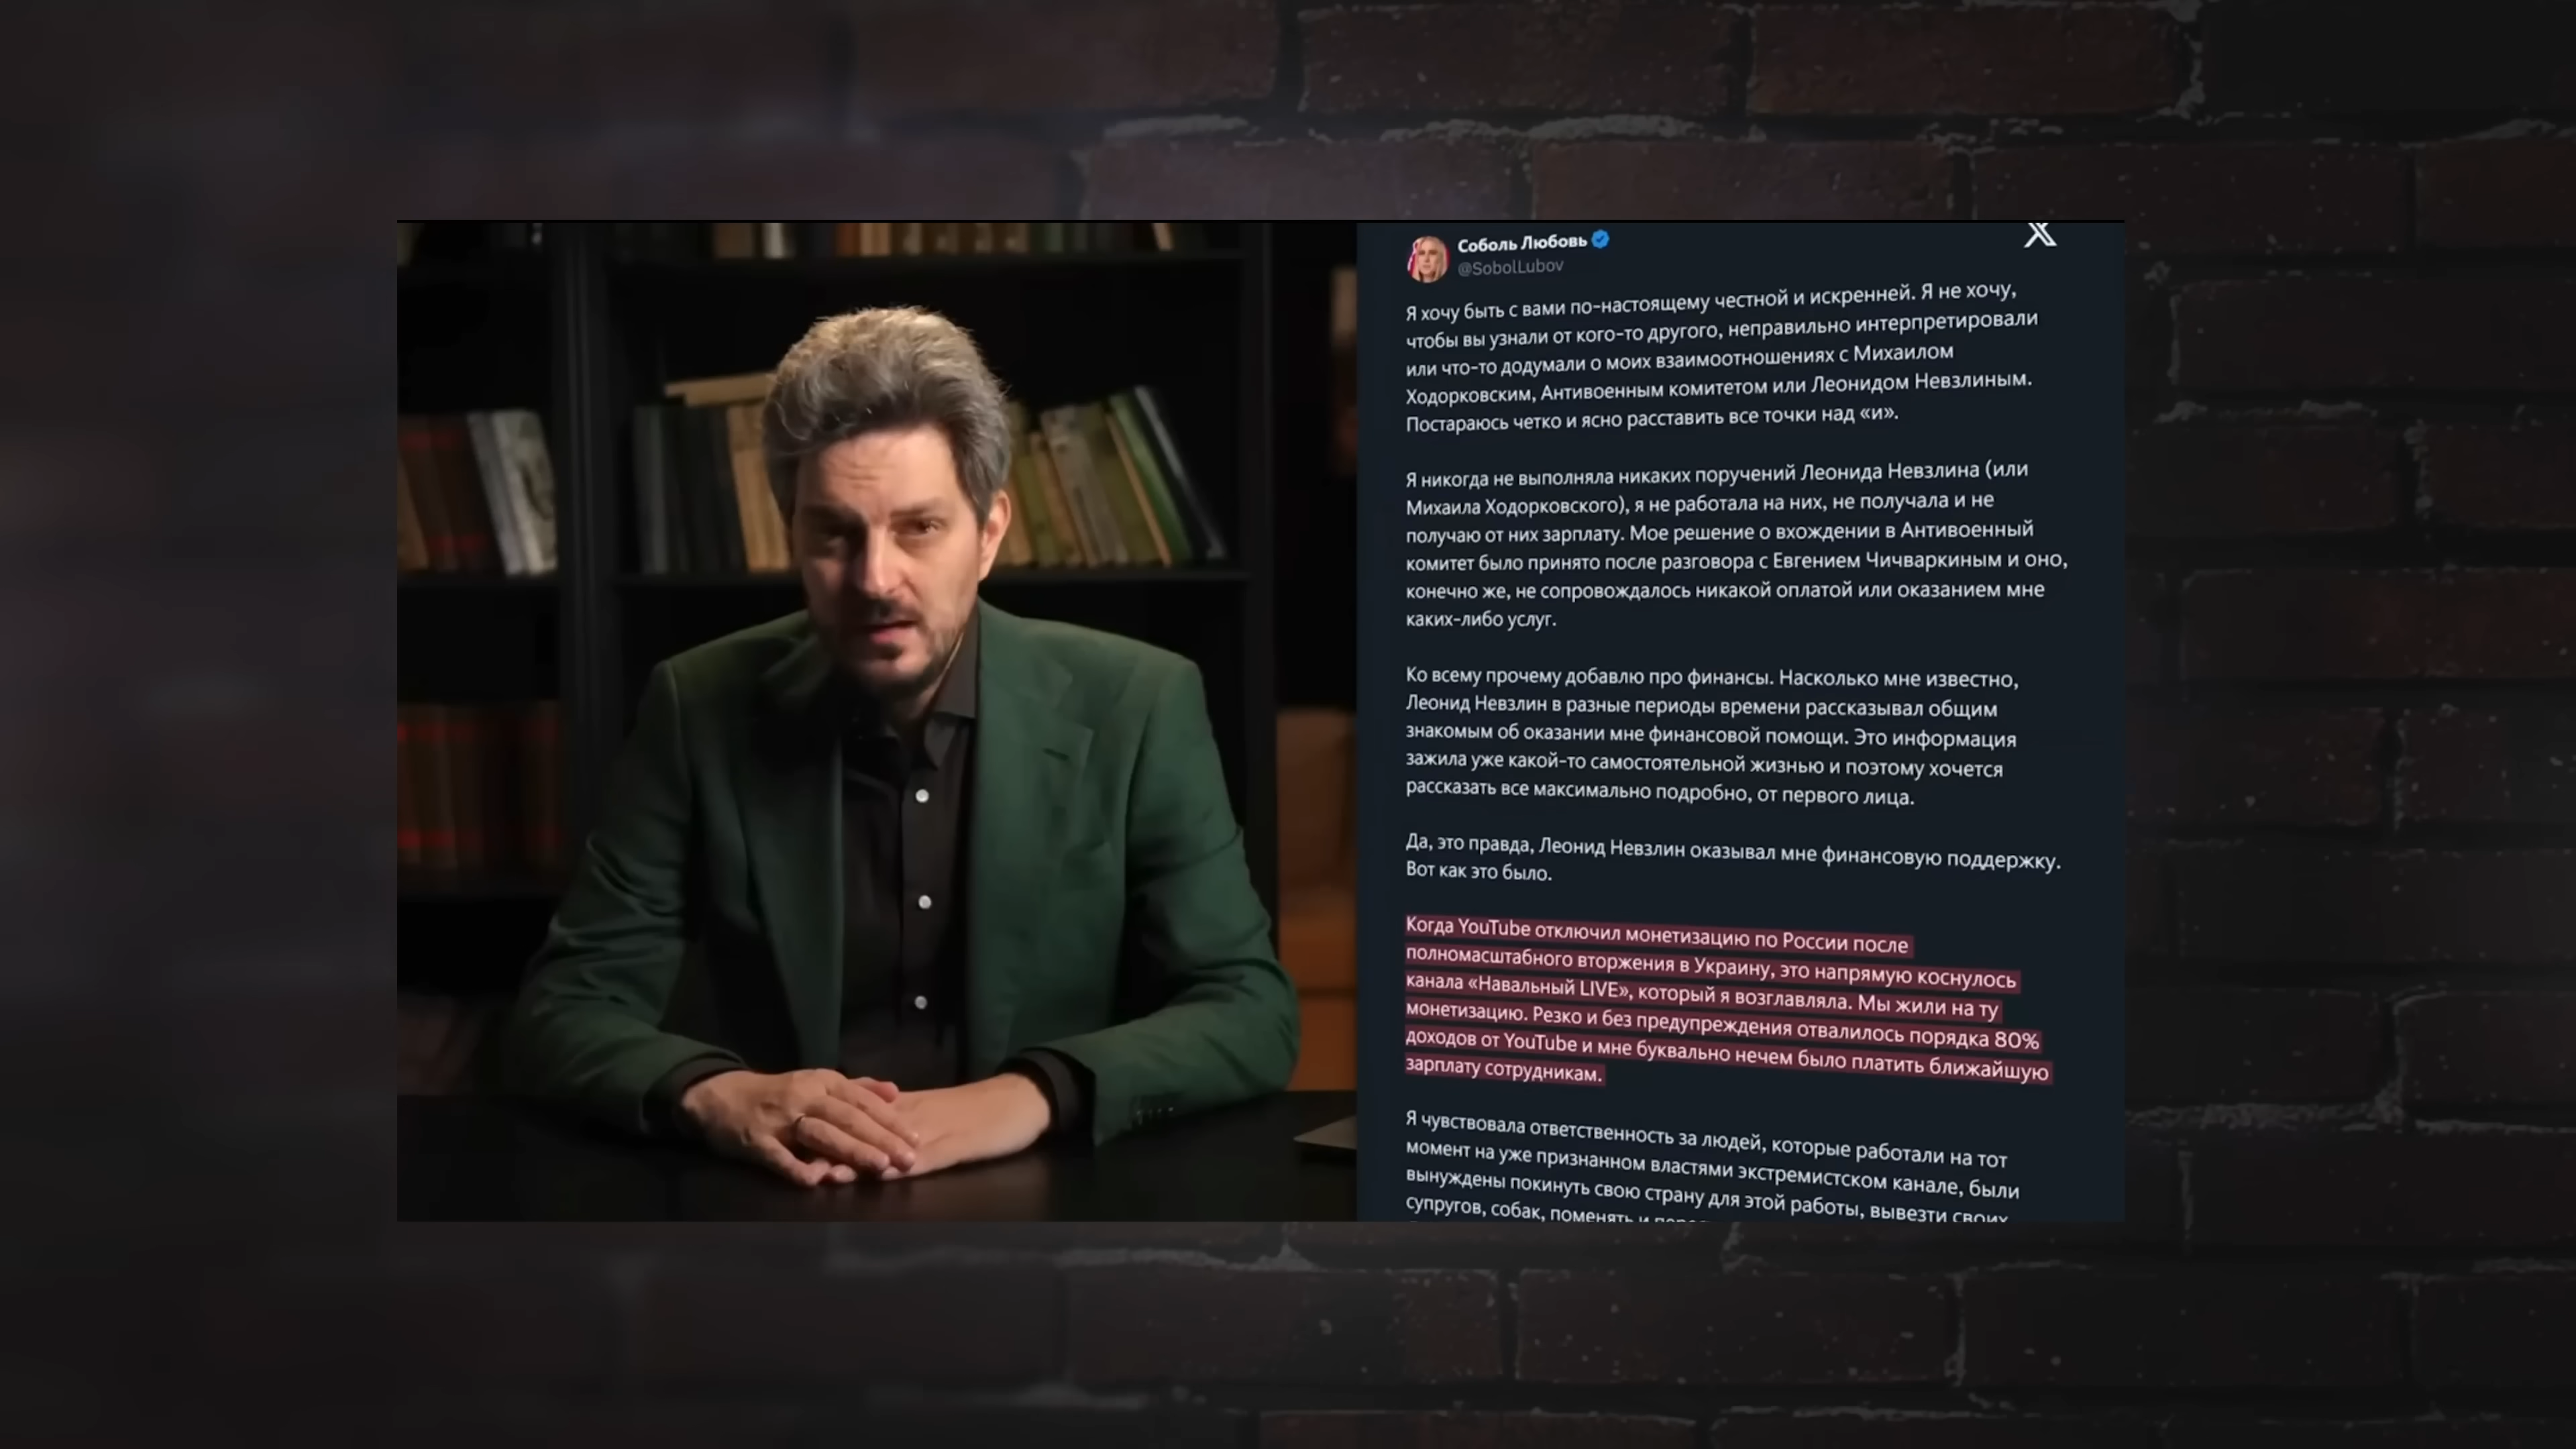 Соболь Любовь
@SobolLubov
Я хочу быть с вами по-настоящему честной и искренней. Я не хочу,
чтобы вы узнали от кого-то другого, неправильно интерпретировали
или что-то додумали о моих взаимоотношениях с Михаилом
Ходорковским, Антивоенным комитетом или Леонидом Невзлиным.
Постараюсь четко и ясно расставить все точки над «и».
Я никогда не выполняла никаких поручений Леонида Невзлина (или
Михаила Ходорковского), я не работала на них, не получала и не
получаю от них зарплату. Мое решение о вхождении в Антивоенный
комитет было принято после разговора с Евгением Чичваркиным и оно,
конечно же, не сопровождалось никакой оплатой или оказанием мне
каких-либо услуг.
Ко всему прочему добавлю про финансы. Насколько мне известно,
Леонид Невзлин в разные периоды времени рассказывал общим
знакомым об оказании мне финансовой помощи. Это информация
зажила уже какой-то самостоятельной жизнью и поэтому хочется
рассказать все максимально подробно, от первого лица.
Да, это правда, Леонид Невзлин оказывал мне финансовую поддержку.
Вот как это было.
Когда YouTube отключил монетизацию по России после
полномасштабного вторжения в Украину, это напрямую коснулось
канала «Навальный LIVE», который я возглавляла. Мы жили на ту
монетизацию. Резко и без предупреждения отвалилось порядка 80%
доходов от YouTube и мне буквально нечем было платить ближайшую
зарплату сотрудникам.
Я чувствовала ответственность за людей, которые работали на тот
момент на уже признанном властями экстремистском канале, были
вынуждены покинуть свою страну для этой работы, вывезти своих
супругов, собак, поменять и